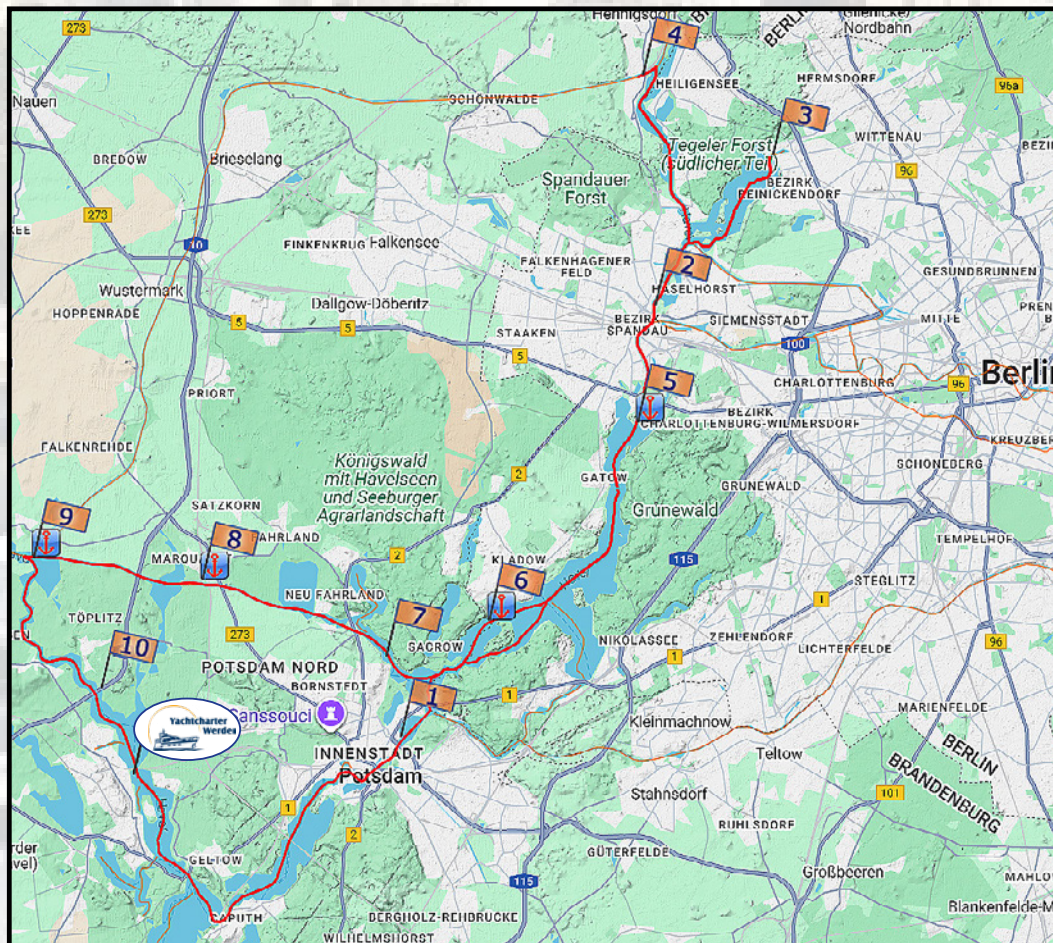 Hennigsdorf
Glienicke/
Nordbahn
273
4
BERLIN
HERMSDORF
96a
HEILIGENSEE
Nauen
SCHÖNWALDE
3
WITTENAU
BREDOW
Brieselang
Tegeler Forst
(südlicher Teil
96
BEZIRK
REINICKENDORF
Spandauer
Forst
273
10
FINKENKRUG
Falkensee
FALKENHAGENER
FELD
2
GESUNDBRUNNEN
Wustermark
HASELHORST
HOPPENRADE
Dallgow-Döberitz
BEZIRK
SPANDAU
SIEMENSSTADT
MITTE
5
5
STAAKEN
100
5
5
Berlin
CHARLOTTENBURG
96
PRIORT
BEZIRK
CHARLOTTENBURG-WILMERSDORF
KREUZBE
FALKENREHDE
SCHÖNEBERG
Königswald
mit Havelseen
und Seeburger
Agrarlandschaft
2
GATOW
GRUNEWALD
SATZKORN
Grunewald
9
8
FAHRLAND
TEMPELHOF
MARQU
2
KLADOW
115
6
STEGLITZ
NEU FAHRLAND
1
TÖPLITZ
7
NIKOLASSEE
ZEHLENDORF
273
SACROW
LICHTERFELDE
96
10
POTSDAM NORD
1
BORNSTEDT
1
1
MARIENFELDE
Yachtcharter
Werder
Sanssouci
Kleinmachnow
INNENSTADT
Potsdam
Teltow
BERLIN
BRANDENBURG
Stahnsdorf
101
1
2
RUHLSDORF
GELTOW
GÜTERFELDE
Großbeeren
115
MAHLO
CAPUTH
BERGHOLZ-REHBRÜCKE
Blankenfelde-M
WILHELMSHORST